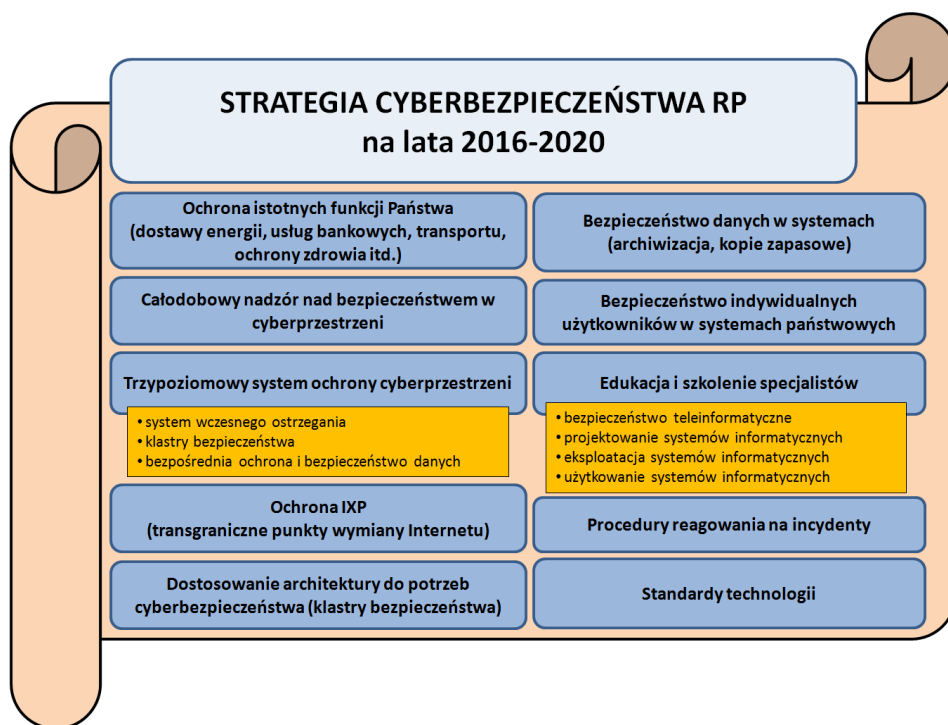 STRATEGIA CYBERBEZPIECZEŃSTWA RP
na lata 2016-2020
Ochrona istotnych funkcji Państwa
(dostawy energii, usług bankowych, transportu,
ochrony zdrowia itd.)
Całodobowy nadzór nad bezpieczeństwem w
cyberprzestrzeni
Trzypoziomowy system ochrony cyberprzestrzeni
• system wczesnego ostrzegania
• klastry bezpieczeństwa
• bezpośrednia ochrona i bezpieczeństwo danych
Ochrona IXP
(transgraniczne punkty wymiany Internetu)
Dostosowanie architektury do potrzeb
cyberbezpieczeństwa (klastry bezpieczeństwa)
Bezpieczeństwo danych w systemach
(archiwizacja, kopie zapasowe)
Bezpieczeństwo indywidualnych
użytkowników w systemach państwowych
Edukacja i szkolenie specjalistów
• bezpieczeństwo teleinformatyczne
• projektowanie systemów informatycznych
• eksploatacja systemów informatycznych
• użytkowanie systemów informatycznych
Procedury reagowania na incydenty
Standardy technologii